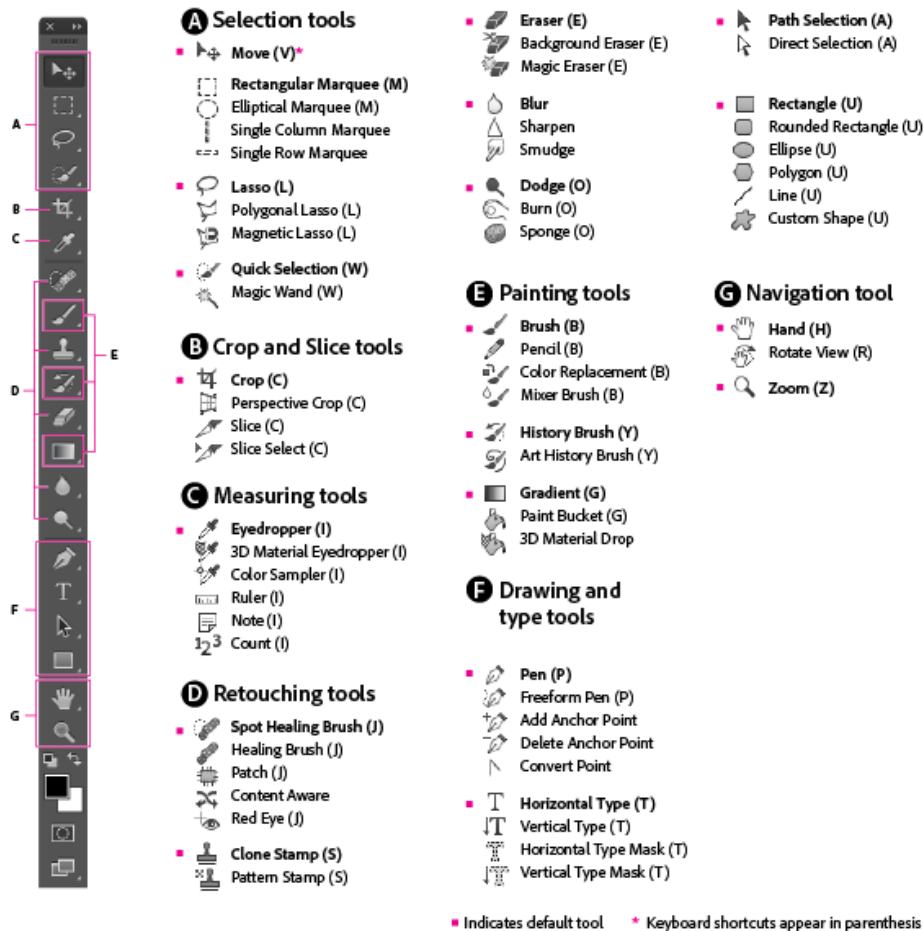 A
B
C
D
E
F
G
A Selection tools
Move (V)*
Rectangular Marquee (M)
Elliptical Marquee (M)
Single Column Marquee
Single Row Marquee
Lasso (L)
Polygonal Lasso (L)
Magnetic Lasso (L)
Quick Selection (W)
Magic Wand (W)
B Crop and Slice tools
Crop (C)
Perspective Crop (C)
Slice (C)
Slice Select (C)
C Measuring tools
Eyedropper (I)
3D Material Eyedropper (I)
Color Sampler (I)
Ruler (I)
Note (I)
123 Count (I)
D Retouching tools
Spot Healing Brush (J)
Healing Brush (J)
Patch (J)
Content Aware
Red Eye (J)
Clone Stamp (S)
Pattern Stamp (S)
Eraser (E)
Background Eraser (E)
Magic Eraser (E)
Blur
Sharpen
Smudge
Dodge (O)
Burn (O)
Sponge (O)
E Painting tools
Brush (B)
Pencil (B)
Color Replacement (B)
Mixer Brush (B)
History Brush (Y)
Art History Brush (Y)
Gradient (G)
Paint Bucket (G)
3D Material Drop
F Drawing and
type tools
Pen (P)
Freeform Pen (P)
Add Anchor Point
Delete Anchor Point
Convert Point
T Horizontal Type (T)
T Vertical Type (T)
T Horizontal Type Mask (T)
T Vertical Type Mask (T)
Path Selection (A)
Direct Selection (A)
Rectangle (U)
Rounded Rectangle (U)
Ellipse (U)
Polygon (U)
Line (U)
Custom Shape (U)
G Navigation tool
Hand (H)
Rotate View (R)
Zoom (Z)
■ Indicates default tool * Keyboard shortcuts appear in parenthesis